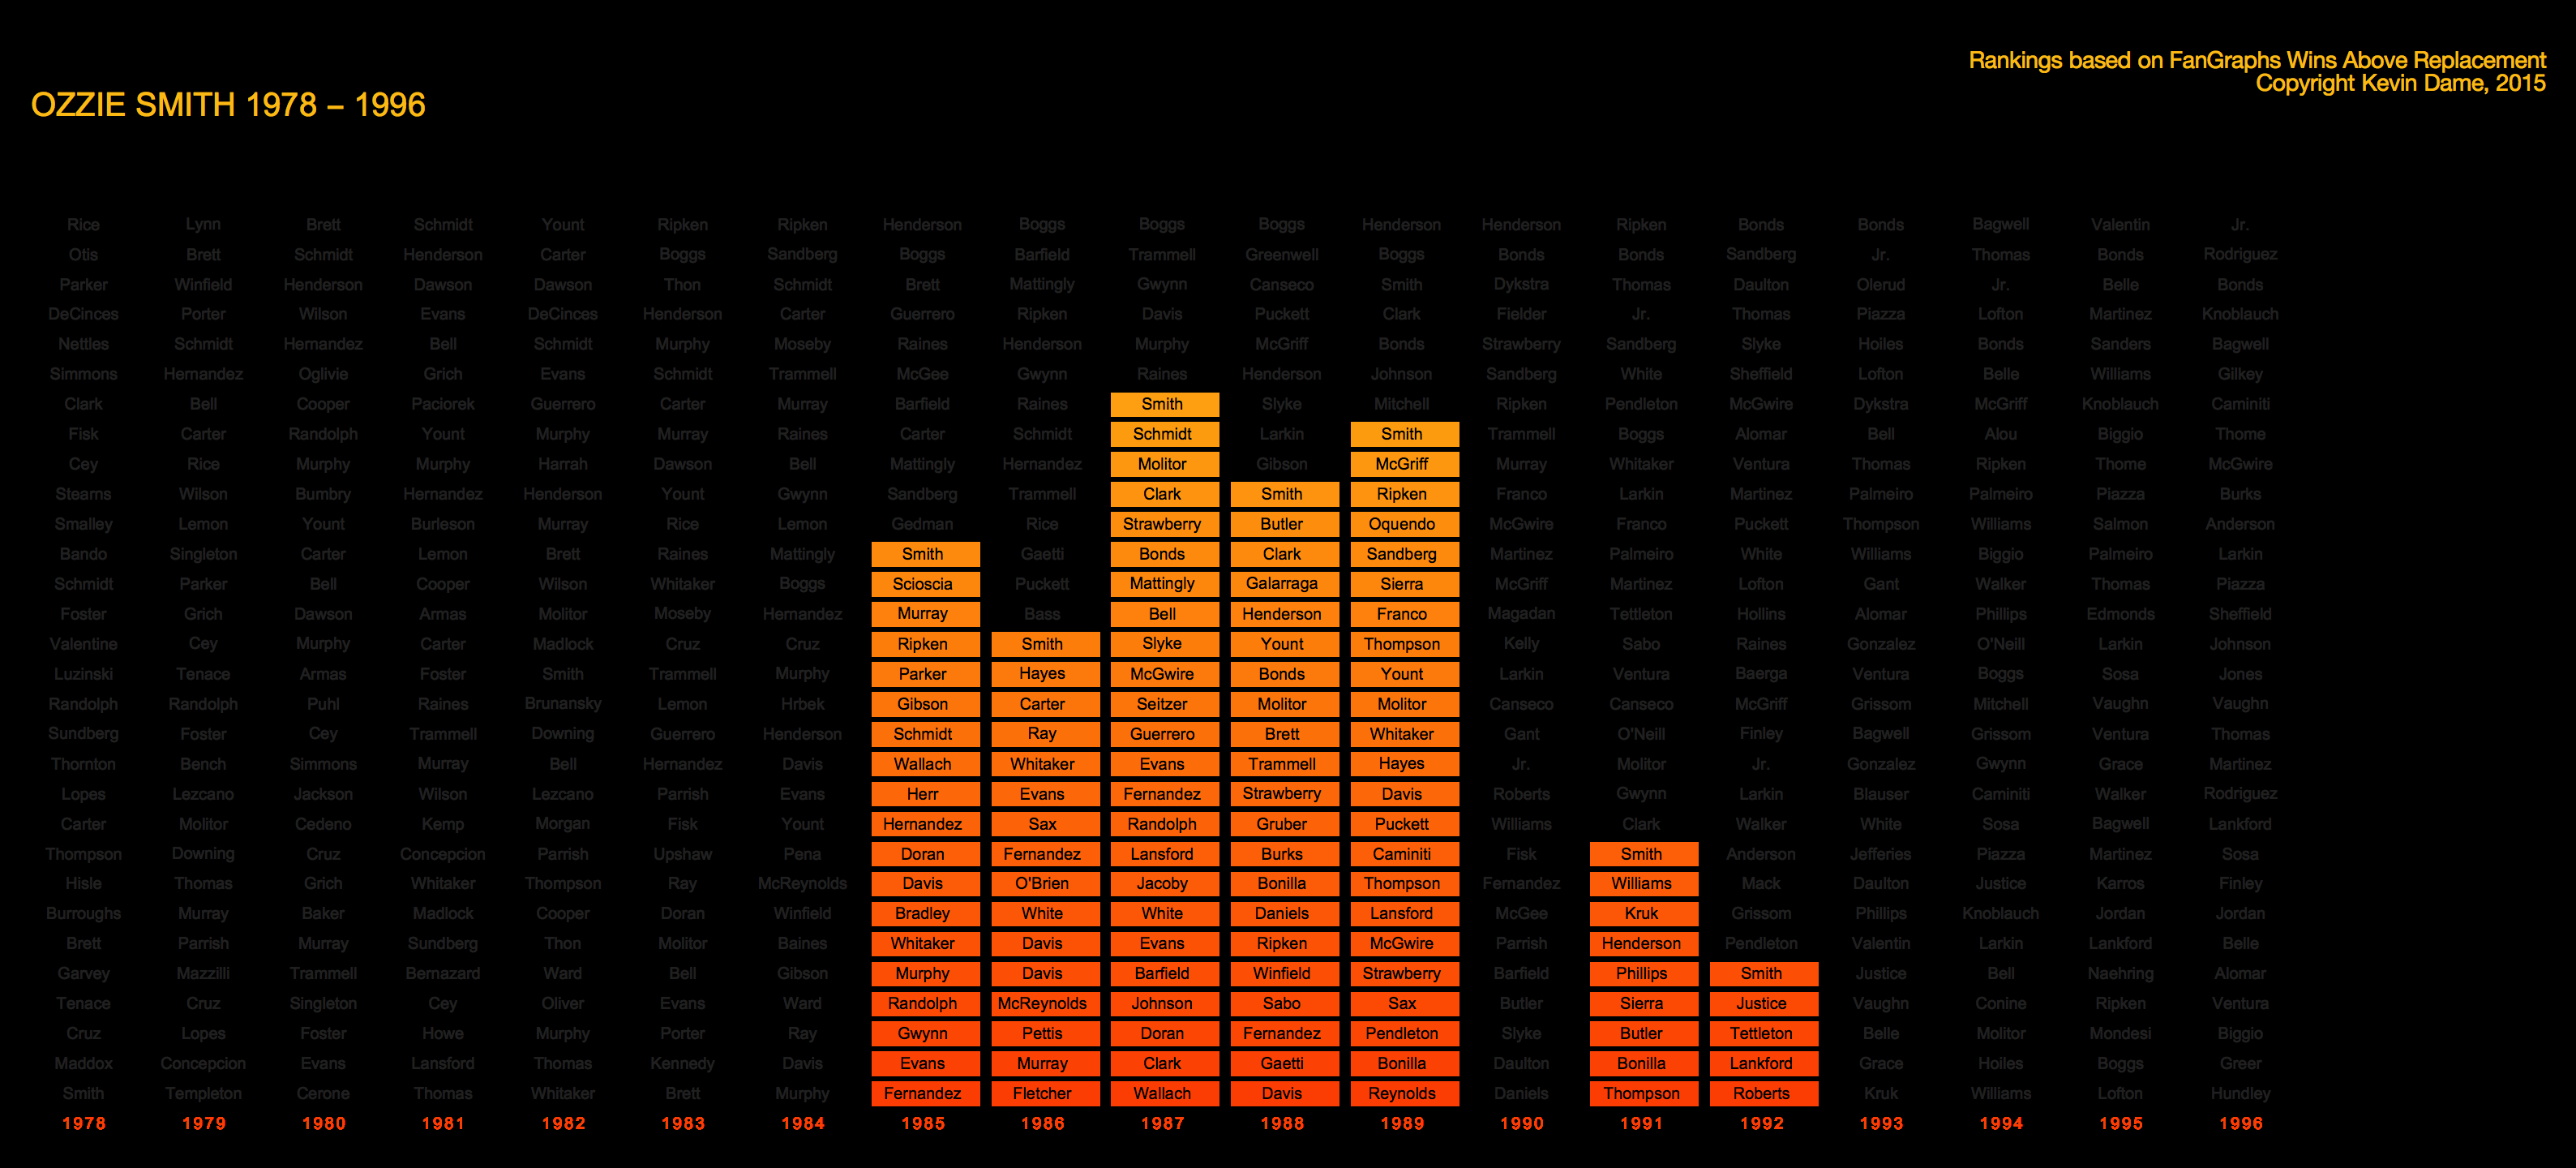 Rankings based on FanGraphs Wins Above Replacement
Copyright Kevin Dame, 2015
OZZIE SMITH 1978 – 1996
Rice Lynn Brett Schmidt Yount Ripken Ripken Henderson Boggs Boggs Boggs Henderson Henderson Ripken Bonds Bonds Bagwell Valentin Jr.
Otis Brett Schmidt Henderson Carter Boggs Sandberg Boggs Barfield Trammell Greenwell Boggs Bonds Bonds Sandberg Jr. Thomas Bonds Rodriguez
Parker Winfield Henderson Dawson Dawson Thon Schmidt Brett Mattingly Gwynn Canseco Smith Dykstra Thomas Daulton Olerud Jr. Belle Bonds
DeCinces Porter Wilson Evans DeCinces Henderson Carter Guerrero Ripken Davis Puckett Clark Fielder Jr. Thomas Piazza Lofton Martinez Knoblauch
Nettles Schmidt Hernandez Bell Schmidt Murphy Moseby Raines Henderson Murphy McGriff Bonds Strawberry Sandberg Slyke Hoiles Bonds Sanders Bagwell
Simmons Hernandez Oglivie Grich Evans Schmidt Trammell McGee Gwynn Raines Henderson Johnson Sandberg White Sheffield Lofton Belle Williams Gilkey
Clark Bell Cooper Paciorek Guerrero Carter Murray Barfield Raines Smith Slyke Mitchell Ripken Pendleton McGwire Dykstra McGriff Knoblauch Caminiti
Fisk Carter Randolph Yount Murphy Murray Raines Carter Schmidt Schmidt Larkin Smith Trammell Boggs Alomar Bell Alou Biggio Thome
Cey Rice Murphy Murphy Harrah Dawson Bell Mattingly Hernandez Molitor Gibson McGriff Murray Whitaker Ventura Thomas Ripken Thome McGwire
Stearns Wilson Bumbry Hernandez Henderson Yount Gwynn Sandberg Trammell Clark Smith Ripken Franco Larkin Martinez Palmeiro Palmeiro Piazza Burks
Smalley Lemon Yount Burleson Murray Rice Lemon Gedman Rice Strawberry Butler Oquendo McGwire Franco Puckett Thompson Williams Salmon Anderson
Bando Singleton Carter Lemon Brett Raines Mattingly Smith Gaetti Bonds Clark Sandberg Martinez Palmeiro White Williams Biggio Palmeiro Larkin
Schmidt Parker Bell Cooper Wilson Whitaker Boggs Scioscia Puckett Mattingly Galarraga Sierra McGriff Martinez Lofton Gant Walker Thomas Piazza
Foster Grich Dawson Armas Molitor Moseby Hernandez Murray Bass Bell Henderson Franco Magadan Tettleton Hollins Alomar Phillips Edmonds Sheffield
Valentine Cey Murphy Carter Madlock Cruz Cruz Ripken Smith Slyke Yount Thompson Kelly Sabo Raines Gonzalez O'Neill Larkin Johnson
Luzinski Tenace Armas Foster Smith Trammell Murphy Parker Hayes McGwire Bonds Yount Larkin Ventura Baerga Ventura Boggs Sosa Jones
Randolph Randolph Puhl Raines Brunansky Lemon Hrbek Gibson Carter Seitzer Molitor Molitor Canseco Canseco McGriff Grissom Mitchell Vaughn Vaughn
Sundberg Foster Cey Trammell Downing Guerrero Henderson Schmidt Ray Guerrero Brett Whitaker Gant O'Neill Finley Bagwell Grissom Ventura Thomas
Thornton Bench Simmons Murray Bell Hernandez Davis Wallach Whitaker Evans Trammell Hayes Jr. Molitor Jr. Gonzalez Gwynn Grace Martinez
Lopes Lezcano Jackson Wilson Lezcano Parrish Evans Herr Evans Fernandez Strawberry Davis Roberts Gwynn Larkin Blauser Caminiti Walker Rodriguez
Carter Molitor Cedeno Kemp Morgan Fisk Yount Hernandez Sax Randolph Gruber Puckett Williams Clark Walker White Sosa Bagwell Lankford
Thompson Downing Cruz Concepcion Parrish Upshaw Pena Doran Fernandez Lansford Burks Caminiti Fisk Smith Anderson Jefferies Piazza Martinez Sosa
Hisle Thomas Grich Whitaker Thompson Ray McReynolds Davis O'Brien Jacoby Bonilla Thompson Fernandez Williams Mack Daulton Justice Karros Finley
Burroughs Murray Baker Madlock Cooper Doran Winfield Bradley White White Daniels Lansford McGee Kruk Grissom Phillips Knoblauch Jordan Jordan
Brett Parrish Murray Sundberg Thon Molitor Baines Whitaker Davis Evans Ripken McGwire Parrish Henderson Pendleton Valentin Larkin Lankford Belle
Garvey Mazzilli Trammell Bernazard Ward Bell Gibson Murphy Davis Barfield Winfield Strawberry Barfield Phillips Smith Justice Bell Naehring Alomar
Tenace Cruz Singleton Cey Oliver Evans Ward Randolph McReynolds Johnson Sabo Sax Butler Sierra Justice Vaughn Conine Ripken Ventura
Cruz Lopes Foster Howe Murphy Porter Ray Gwynn Pettis Doran Fernandez Pendleton Slyke Butler Tettleton Belle Molitor Mondesi Biggio
Maddox Concepcion Evans Lansford Thomas Kennedy Davis Evans Murray Clark Gaetti Bonilla Daulton Bonilla Lankford Grace Hoiles Boggs Greer
Smith Templeton Cerone Thomas Whitaker Brett Murphy Fernandez Fletcher Wallach Davis Reynolds Daniels Thompson Roberts Kruk Williams Lofton Hundley
1978 1979 1980 1981 1982 1983 1984 1985 1986 1987 1988 1989 1990 1991 1992 1993 1994 1995 1996